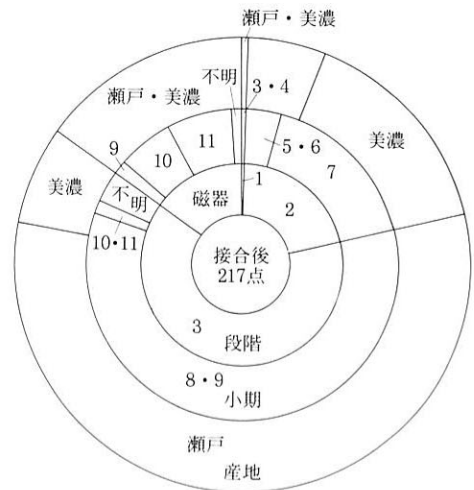 瀬戸・美濃
瀬戸・美濃
不明
3・4
美濃
9
10
11
5・6
7
美濃
不明
磁器
1
2
10・11
接合後
217点
3
段階
8・9
小期
瀬戸
産地